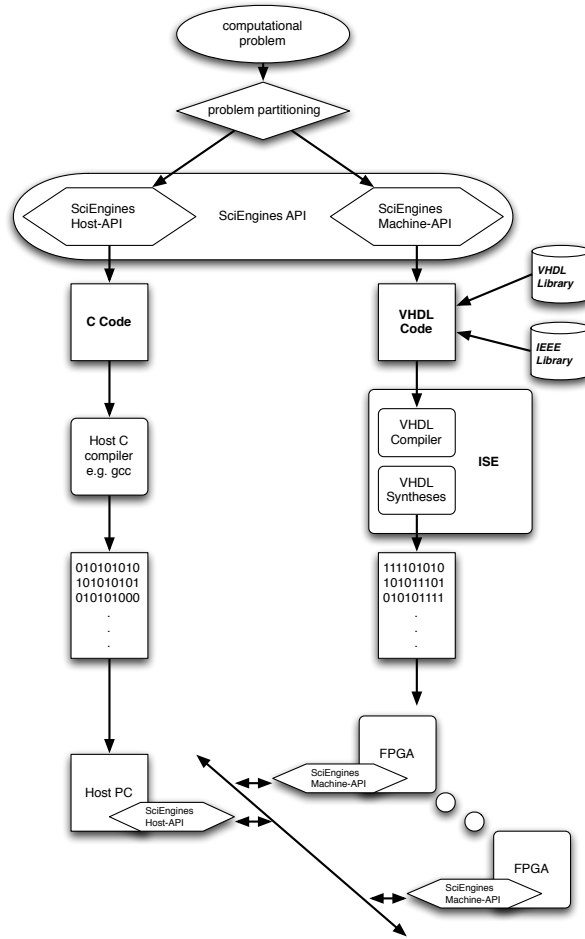 computational
problem
problem partitioning
SciEngines
Host-API
SciEngines API
SciEngines
Machine-API
VHDL
Library
C Code
VHDL
Code
IEEE
Library
Host C
compiler
e.g. gcc
VHDL
Compiler
ISE
VHDL
Syntheses
010101010
101010101
010101000
.
.
.
111101010
101011101
010101111
.
.
.
FPGA
SciEngines
Machine-API
Host PC
SciEngines
Host-API
FPGA
SciEngines
Machine-API